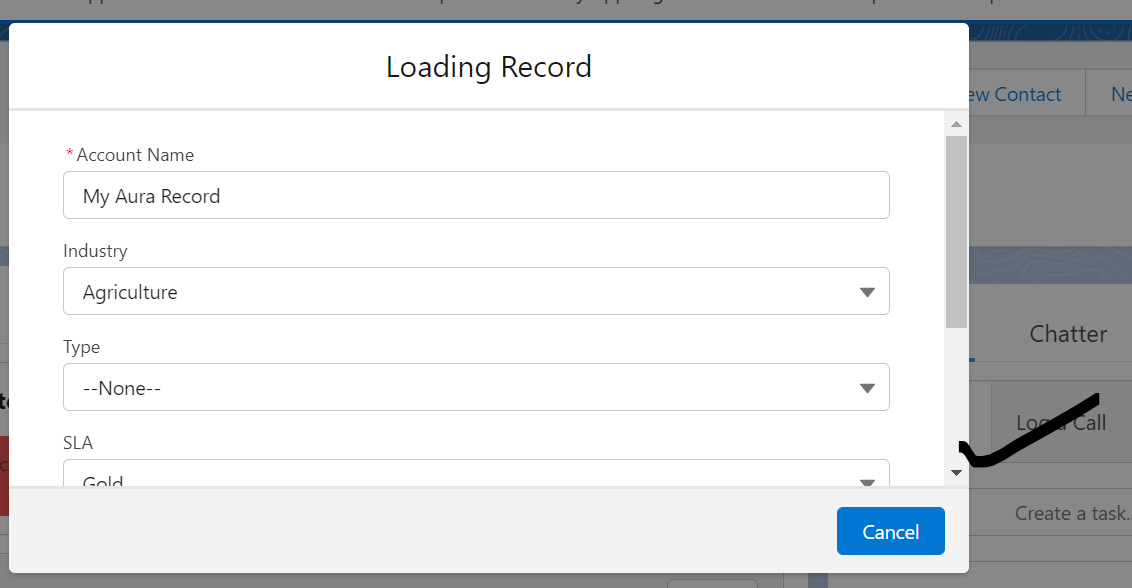 Loading Record
ew Contact
Ne
* Account Name
My Aura Record
Industry
Agriculture
Type
--None--
Chatter
SLA
Gold
Log a Call
Create a task..
Cancel